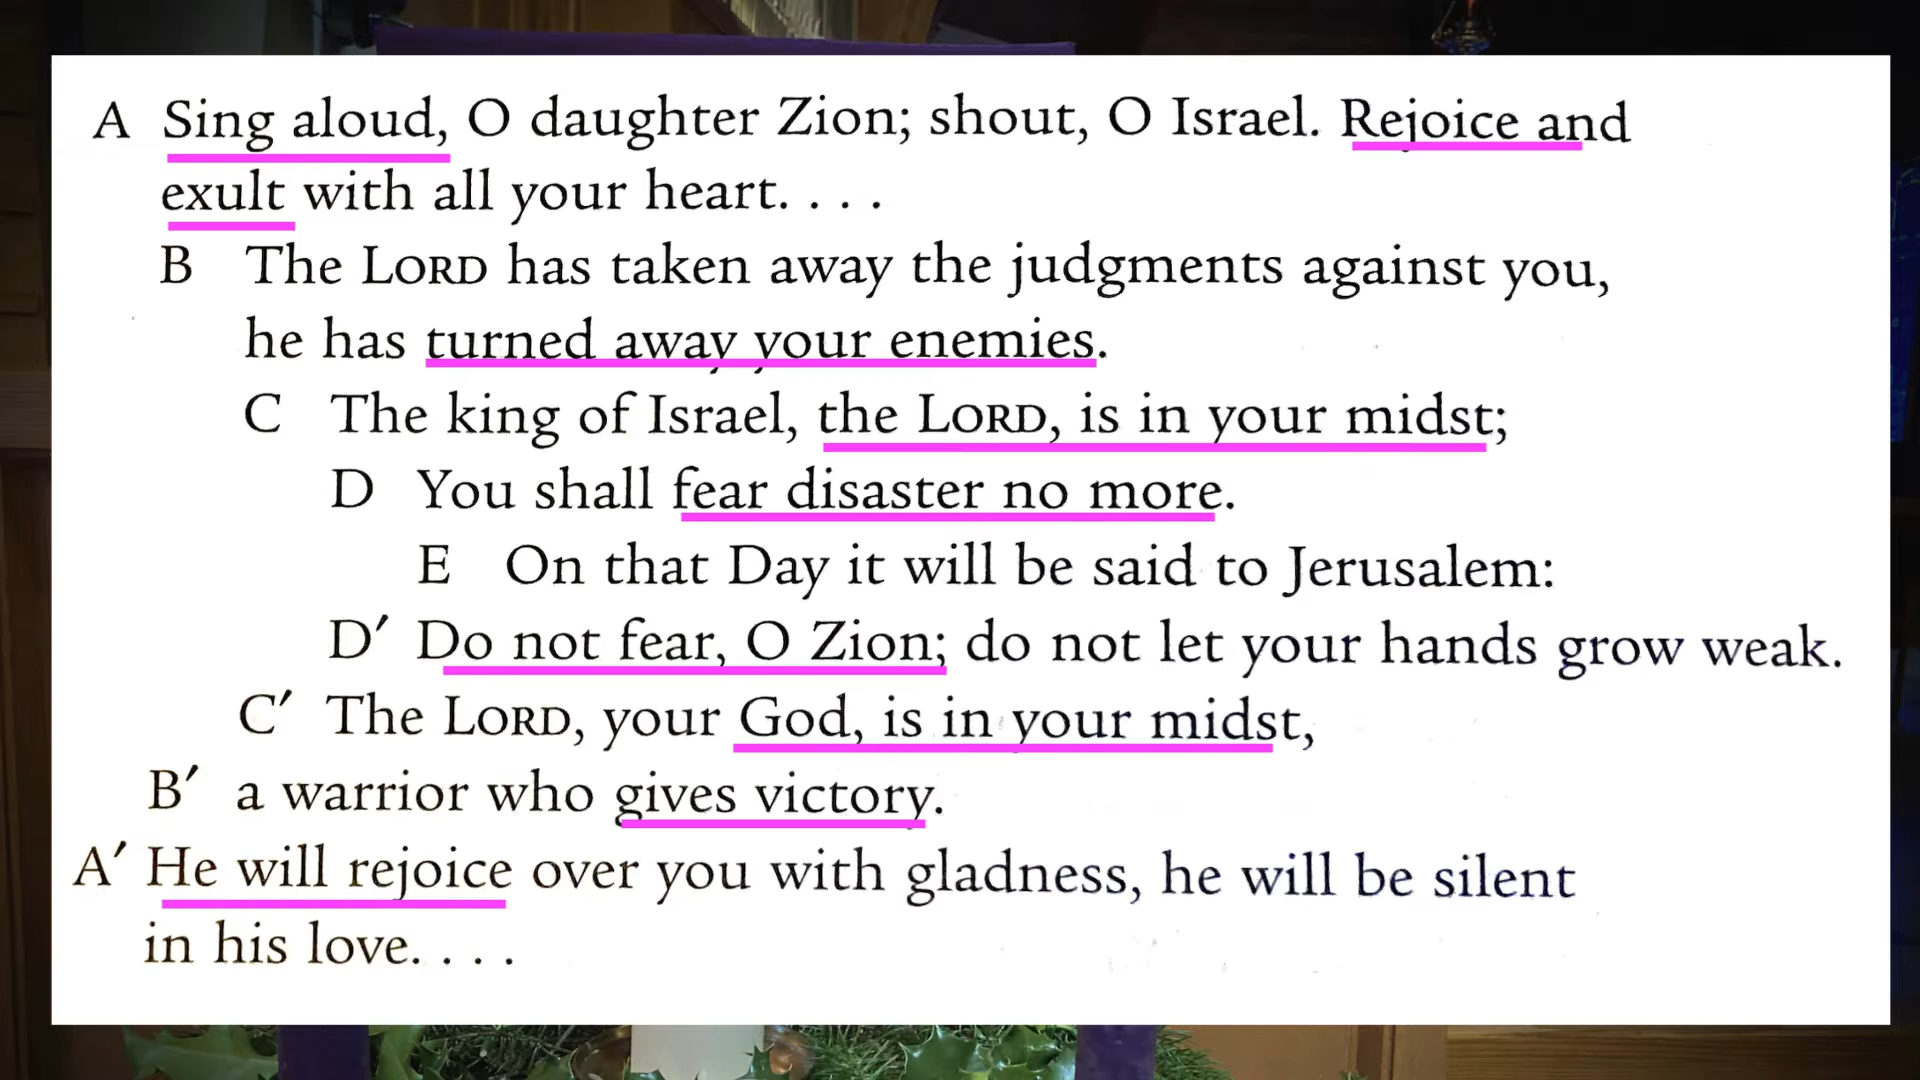 A Sing aloud, O daughter Zion; shout, O Israel. Rejoice and
exult with all your heart. . . .
B The LORD has taken away the judgments against you,
he has turned away your enemies.
C The king of Israel, the LORD, is in your midst;
D You shall fear disaster no more.
E On that Day it will be said to Jerusalem:
D′ Do not fear, O Zion; do not let your hands grow weak.
C′ The LORD, your God, is in your midst,
B′ a warrior who gives victory.
A′ He will rejoice over you with gladness, he will be silent
in his love. . . .